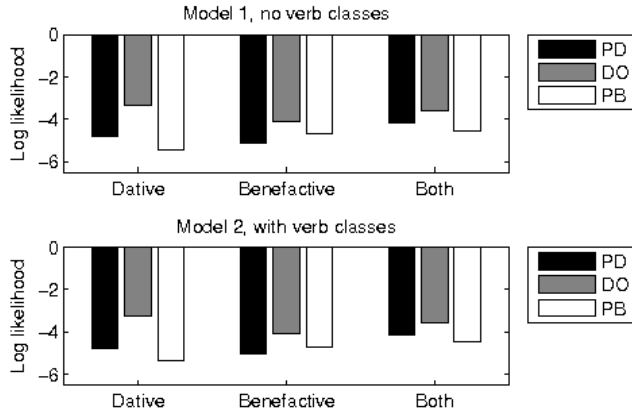 Model 1, no verb classes
Log likelihood
0
−2
−4
−6
Dative
Benefactive
Both
PD
DO
PB
Model 2, with verb classes
Log likelihood
0
−2
−4
−6
Dative
Benefactive
Both
PD
DO
PB